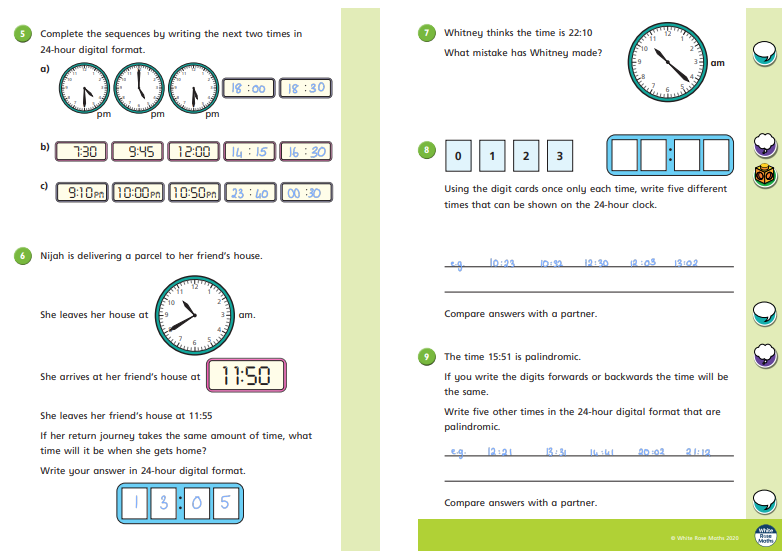 5 Complete the sequences by writing the next two times in
24-hour digital format.
a) pm pm pm 18:00 18:30
b) 7:30 9:45 12:00 14:15 16:30
c) 9:10PM 10:00PM 10:50PM 23:40 00:30
6 Nijah is delivering a parcel to her friend's house.
She leaves her house at am.
She arrives at her friend's house at 11:50
She leaves her friend's house at 11:55
If her return journey takes the same amount of time, what
time will it be when she gets home?
Write your answer in 24-hour digital format.
13:05
7 Whitney thinks the time is 22:10
What mistake has Whitney made?
am
8 0 1 2 3 :
Using the digit cards once only each time, write five different
times that can be shown on the 24-hour clock.
e.g. 10:23 10:32 12:30 12:03 13:02
Compare answers with a partner.
9 The time 15:51 is palindromic.
If you write the digits forwards or backwards the time will be
the same.
Write five other times in the 24-hour digital format that are
palindromic.
e.g. 12:21 13:31 14:41 20:02 21:12
Compare answers with a partner.
© White Rose Maths 2020
White
Rose
Maths